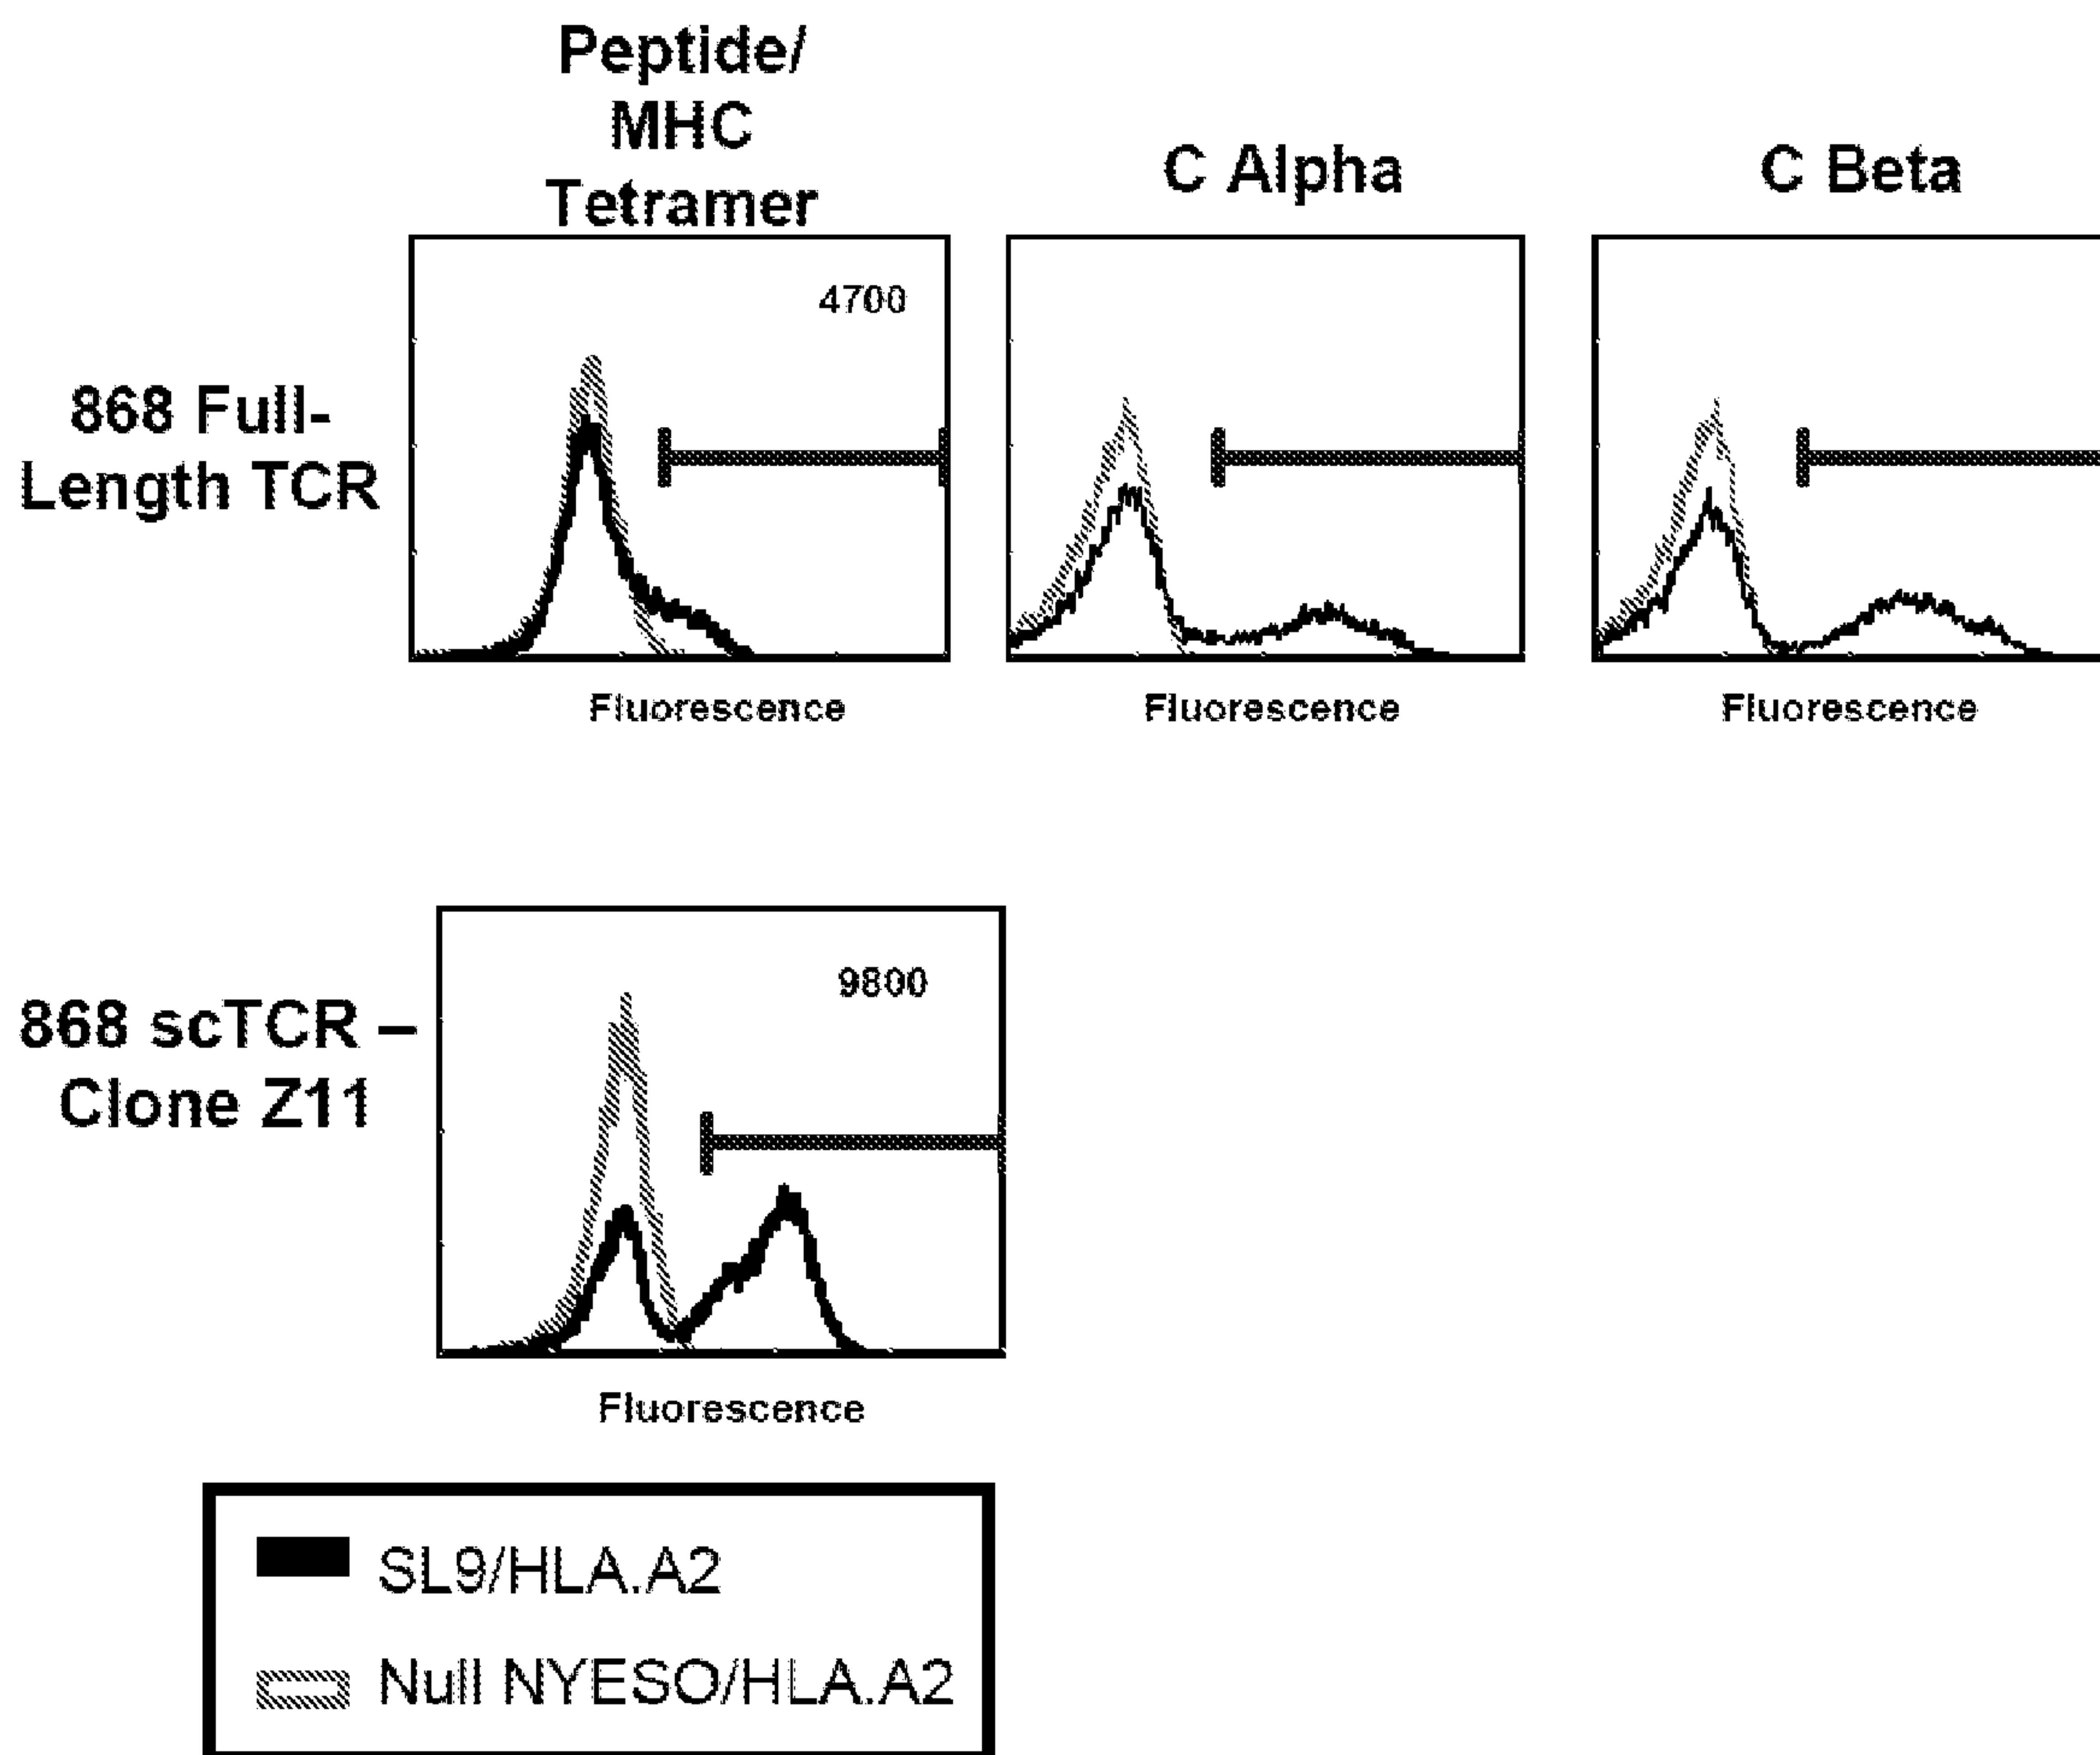 Peptide/
MHC
Tetramer
C Alpha
C Beta
868 Full-
Length TCR
4700
Fluorescence
Fluorescence
Fluorescence
868 scTCR –
Clone Z11
9800
Fluorescence
SL9/HLA.A2
Null NYESO/HLA.A2